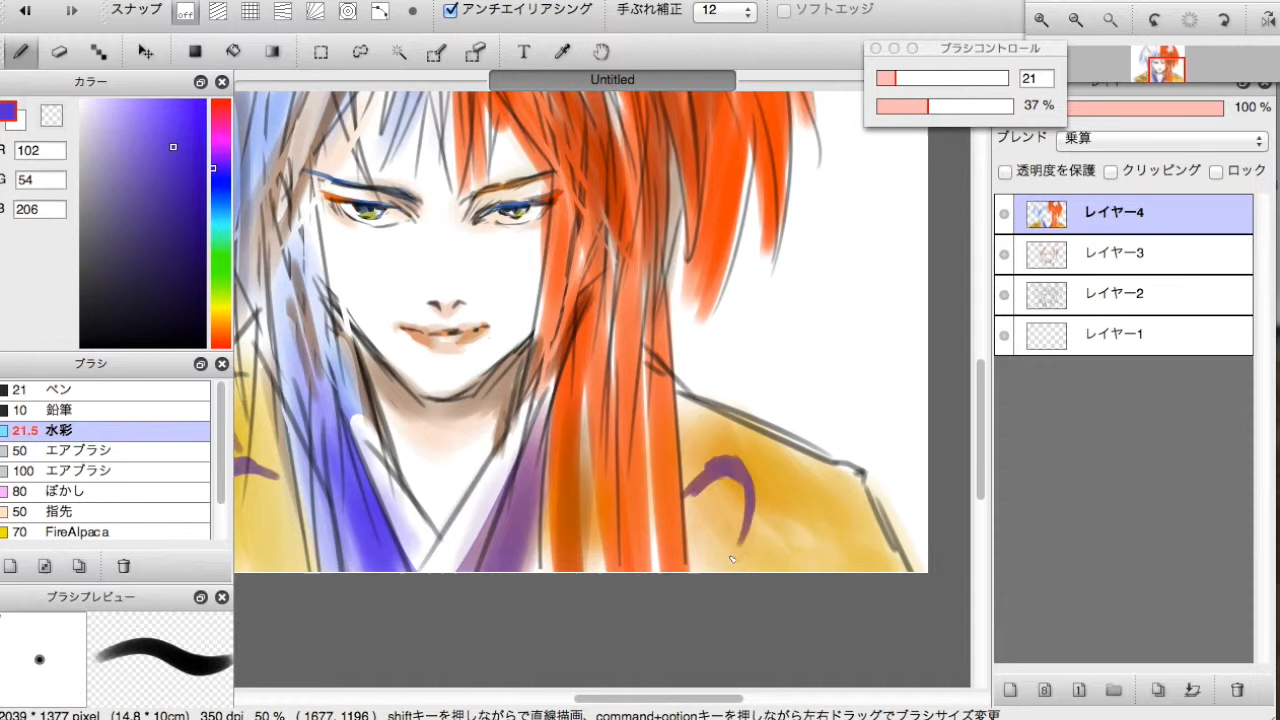 スナップ
off
アンチエイリアシング
手ぶれ補正
12
ソフトエッジ
T
Untitled
ブラシコントロール
21
37 %
カラー
R 102
G 54
B 206
100 %
ブレンド 乗算
透明度を保護 クリッピング ロック
レイヤー4
レイヤー3
レイヤー2
レイヤー1
ブラシ
21 ペン
10 鉛筆
21.5 水彩
50 エアブラシ
100 エアブラシ
80 ぼかし
50 指先
70 FireAlpaca
ブラシプレビュー
2039 * 1377 pixel (14.8 * 10cm) 350 dpi 50 % ( 1677, 1196 ) shiftキーを押しながらで直線描画、command+optionキーを押しながら左右ドラッグでブラシサイズ変更